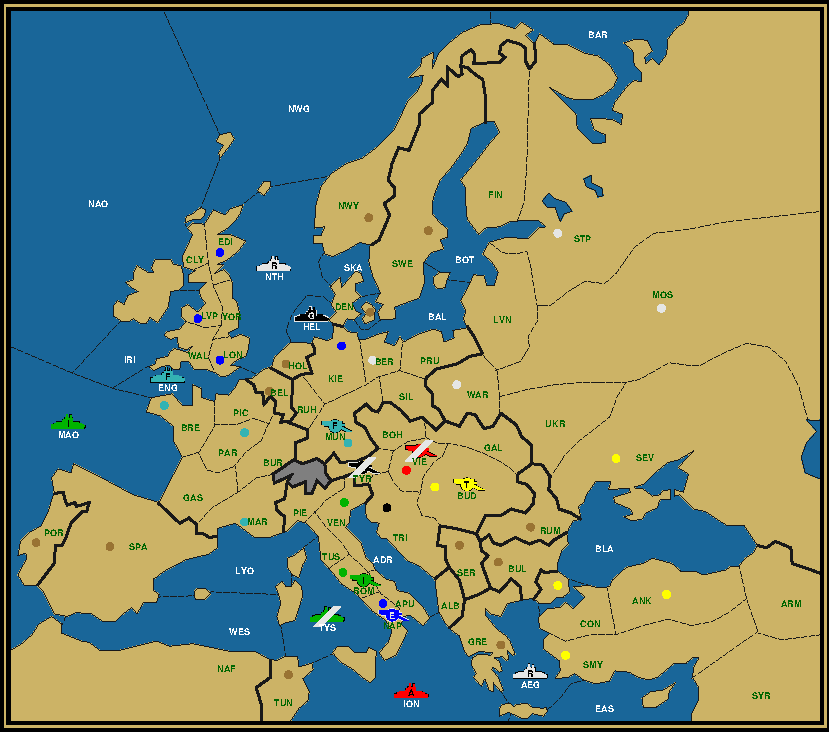 BAR
NWG
NAO
FIN
NWY
STP
EDI
CLY
SWE
BOT
SKA
R
NTH
MOS
DEN
LVP
YOR
G
HEL
BAL
LVN
IRI
WAL
LON
HOL
BER
PRU
KIE
F
ENG
BEL
SIL
WAR
RUH
PIC
MAO
BRE
F
MUN
BOH
UKR
PAR
GAL
BUR
VIE
SEV
TYR
T
BUD
GAS
PIE
VEN
MAR
TRI
RUM
POR
SPA
TUS
ADR
BLA
LYO
SER
BUL
I
ROM
ANK
APU
ALB
ARM
E
NAP
CON
TYS
WES
GRE
NAF
SMY
R
AEG
A
ION
TUN
EAS
SYR